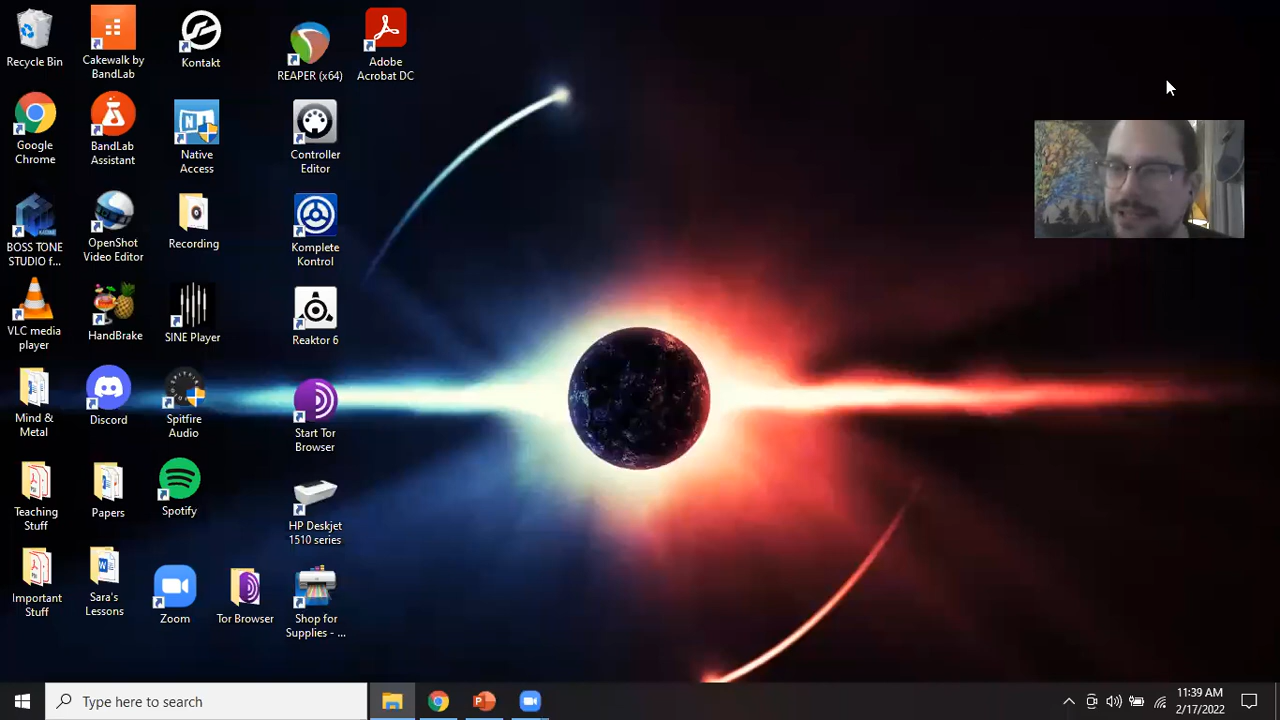 Recycle Bin
Cakewalk by
BandLab
Kontakt
REAPER (x64)
Adobe
Acrobat DC
Google
Chrome
BandLab
Assistant
Native
Access
Controller
Editor
BOSS TONE
STUDIO f...
OpenShot
Video Editor
Recording
Komplete
Kontrol
VLC media
player
HandBrake
SINE Player
Reaktor 6
Mind &
Metal
Discord
Spitfire
Audio
Start Tor
Browser
Teaching
Stuff
Papers
Spotify
HP Deskjet
1510 series
Important
Stuff
Sara's
Lessons
Zoom
Tor Browser
Shop for
Supplies - ...
Type here to search
11:39 AM
2/17/2022